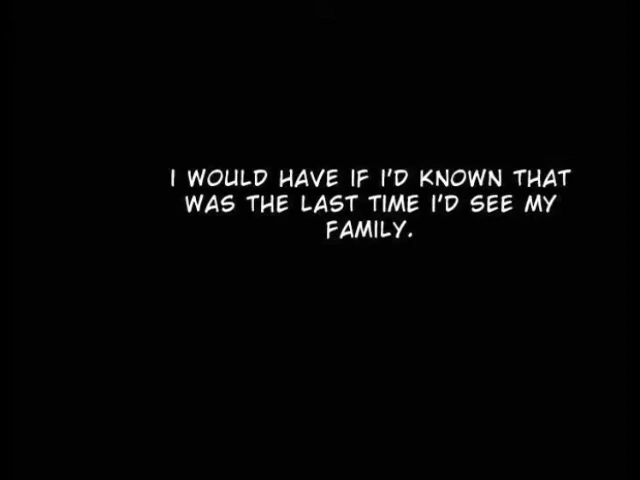 I WOULD HAVE IF I'D KNOWN THAT
WAS THE LAST TIME I'D SEE MY
FAMILY.